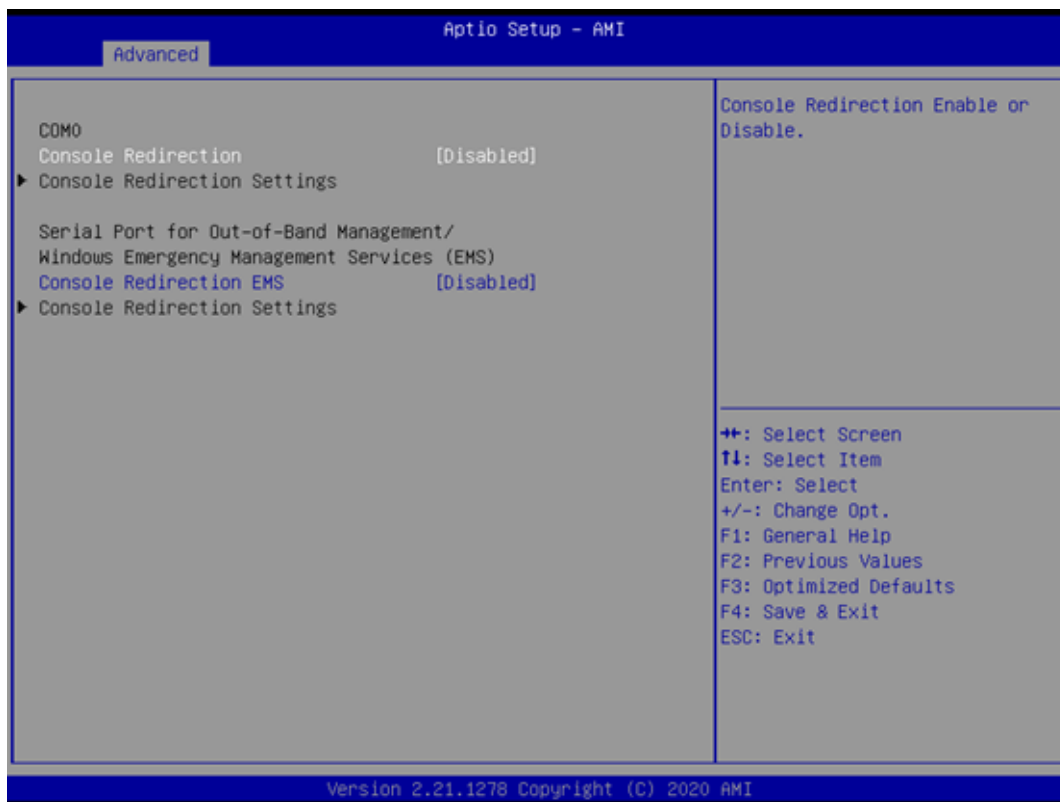 Aptio Setup – AMI
Advanced
COM0
Console Redirection [Disabled]
Console Redirection Settings
Serial Port for Out-of-Band Management/
Windows Emergency Management Services (EMS)
Console Redirection EMS [Disabled]
Console Redirection Settings
Console Redirection Enable or
Disable.
→←: Select Screen
↑↓: Select Item
Enter: Select
+/-: Change Opt.
F1: General Help
F2: Previous Values
F3: Optimized Defaults
F4: Save & Exit
ESC: Exit
Version 2.21.1278 Copyright (C) 2020 AMI